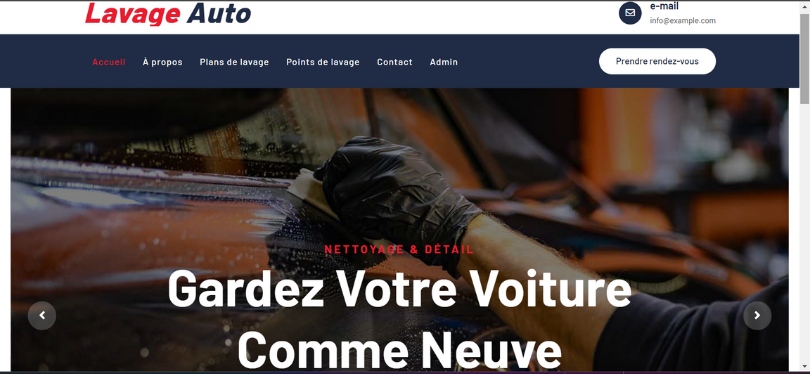 Lavage Auto
e-mail
info@example.com
Accueil
À propos
Plans de lavage
Points de lavage
Contact
Admin
Prendre rendez-vous
NETTOYAGE & DÉTAIL
Gardez Votre Voiture
Comme Neuve